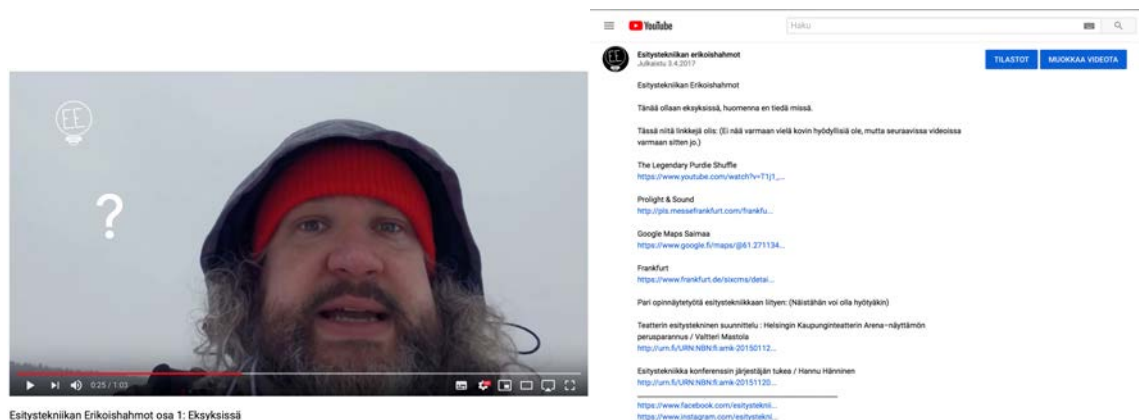 EE
?
0:25 / 1:03
Esitystekniikan Erikoishahmot osa 1: Eksyksissä
YouTube
Haku
EE
Esitystekniikan erikoishahmot
Julkaistu 3.4.2017
TILASTOT
MUOKKAA VIDEOTA
Esitystekniikan Erikoishahmot
Tänää ollaan eksyksissä, huomenna en tiedä missä.
Tässä niitä linkkejä olis: (Ei nää varmaan vielä kovin hyödyllisiä ole, mutta seuraavissa videoissa
varmaan sitten jo.)
The Legendary Purdie Shuffle
https://www.youtube.com/watch?v=T1j1_...
Prolight & Sound
http://pls.messefrankfurt.com/frankfu...
Google Maps Saimaa
https://www.google.fi/maps/@61.271134...
Frankfurt
https://www.frankfurt.de/sixcms/detai...
Pari opinnäytetyötä esitystekniikkaan liityen: (Näistähän voi olla hyötyäkin)
Teatterin esitystekninen suunnittelu : Helsingin Kaupunginteatterin Arena–näyttämön
perusparannus / Valtteri Mastola
http://urn.fi/URN:NBN:fi:amk-20150112...
Esitystekniikka konferenssin järjestäjän tukea / Hannu Hänninen
http://urn.fi/URN:NBN:fi:amk-20151120...
https://www.facebook.com/esitystekni...
https://www.instagram.com/esitystekni...